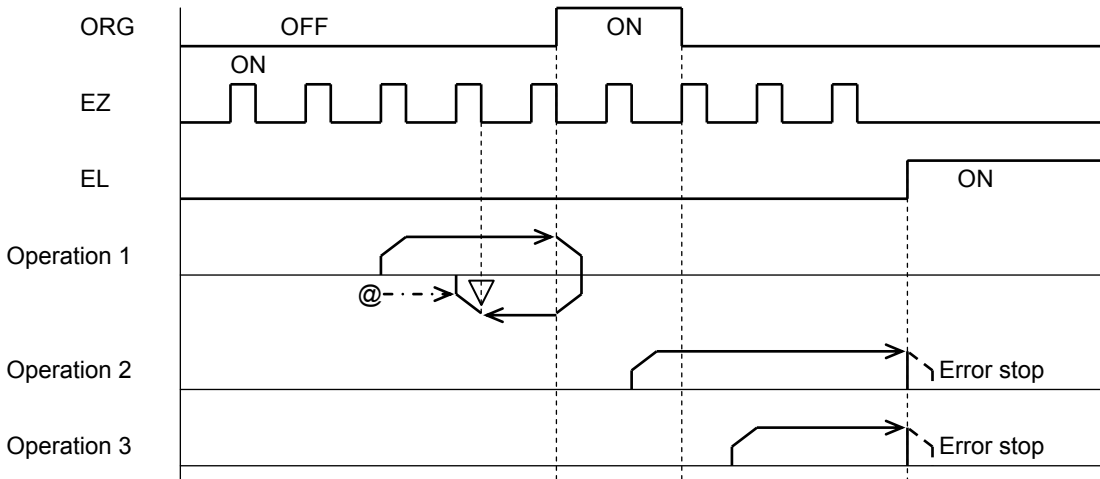 ORG OFF ON
ON
EZ
EL ON
Operation 1
@
Operation 2 Error stop
Operation 3 Error stop